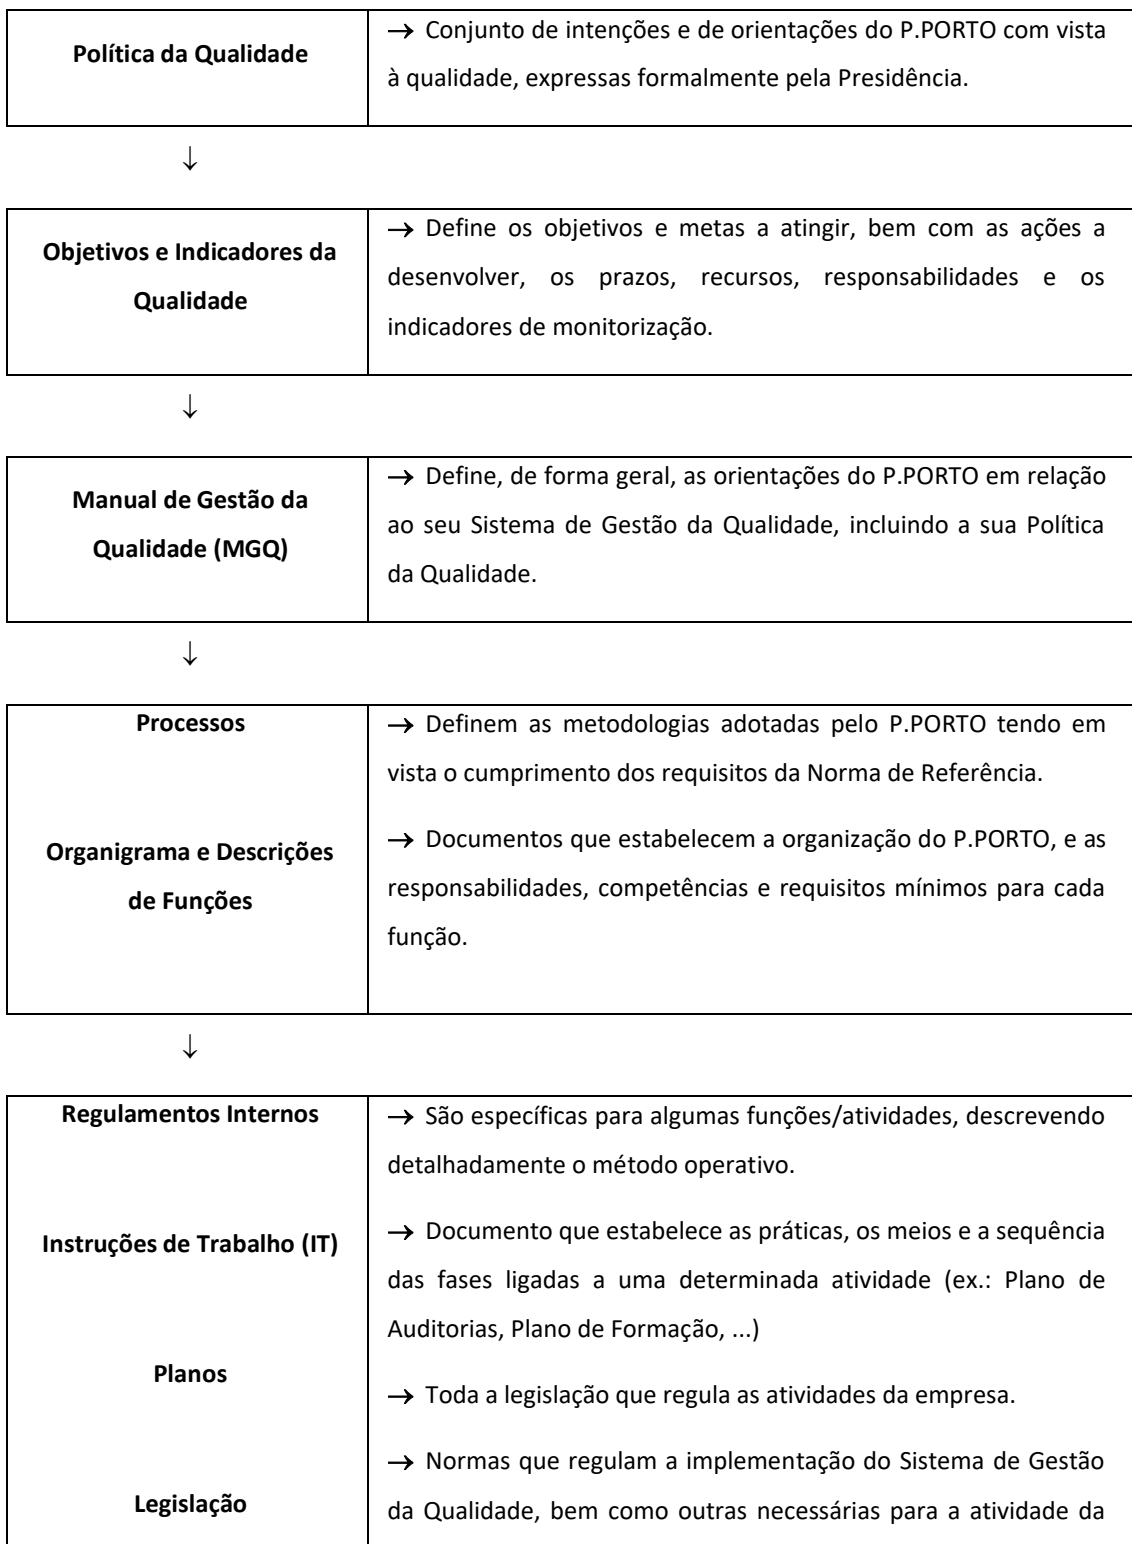 Política da Qualidade
→ Conjunto de intenções e de orientações do P.PORTO com vista
à qualidade, expressas formalmente pela Presidência.
↓
Objetivos e Indicadores da
Qualidade
→ Define os objetivos e metas a atingir, bem com as ações a
desenvolver, os prazos, recursos, responsabilidades e os
indicadores de monitorização.
↓
Manual de Gestão da
Qualidade (MGQ)
→ Define, de forma geral, as orientações do P.PORTO em relação
ao seu Sistema de Gestão da Qualidade, incluindo a sua Política
da Qualidade.
↓
Processos
Organigrama e Descrições
de Funções
→ Definem as metodologias adotadas pelo P.PORTO tendo em
vista o cumprimento dos requisitos da Norma de Referência.
→ Documentos que estabelecem a organização do P.PORTO, e as
responsabilidades, competências e requisitos mínimos para cada
função.
↓
Regulamentos Internos
Instruções de Trabalho (IT)
Planos
Legislação
→ São específicas para algumas funções/atividades, descrevendo
detalhadamente o método operativo.
→ Documento que estabelece as práticas, os meios e a sequência
das fases ligadas a uma determinada atividade (ex.: Plano de
Auditorias, Plano de Formação, ...)
→ Toda a legislação que regula as atividades da empresa.
→ Normas que regulam a implementação do Sistema de Gestão
da Qualidade, bem como outras necessárias para a atividade da